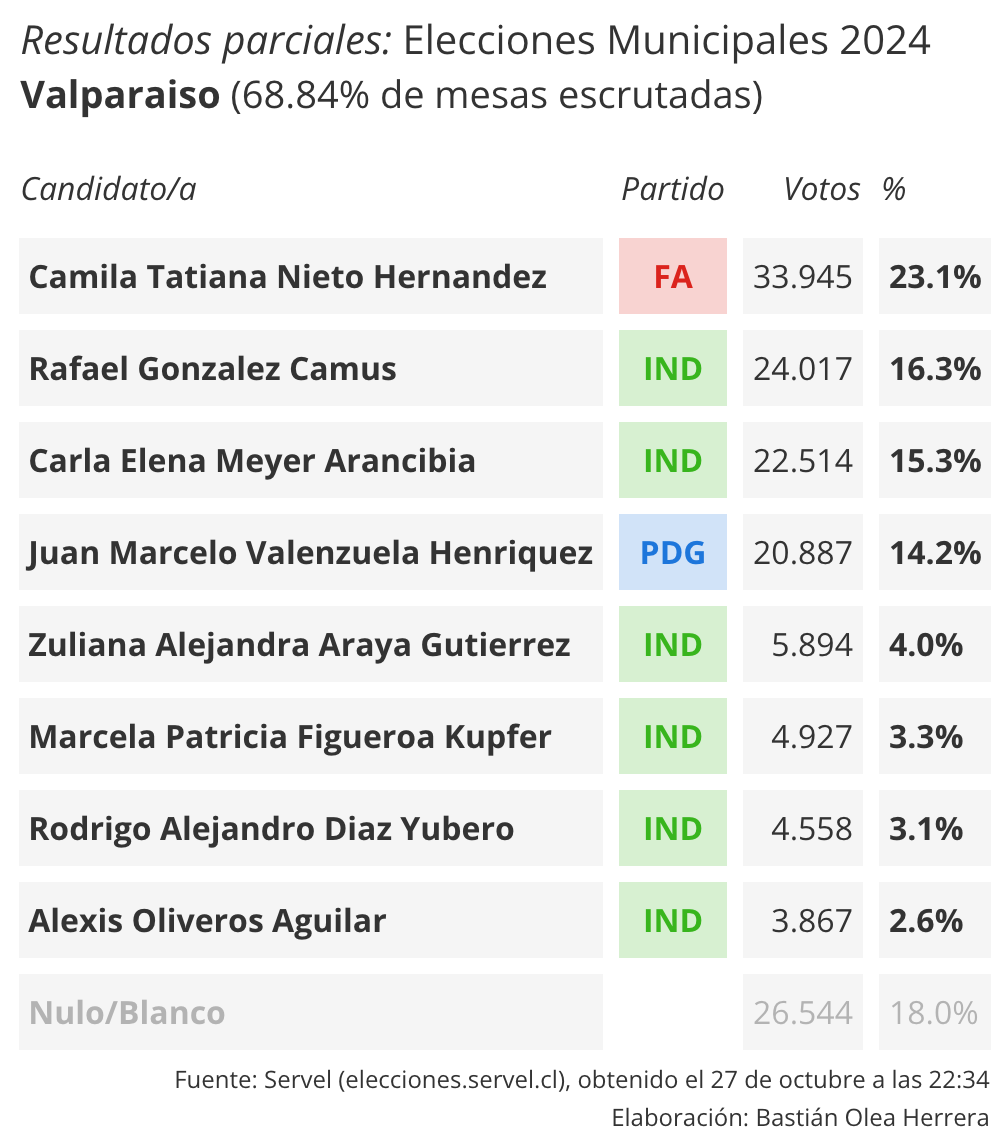 Resultados parciales: Elecciones Municipales 2024
Valparaiso (68.84% de mesas escrutadas)
Candidato/a Partido Votos %
Camila Tatiana Nieto Hernandez FA 33.945 23.1%
Rafael Gonzalez Camus IND 24.017 16.3%
Carla Elena Meyer Arancibia IND 22.514 15.3%
Juan Marcelo Valenzuela Henriquez PDG 20.887 14.2%
Zuliana Alejandra Araya Gutierrez IND 5.894 4.0%
Marcela Patricia Figueroa Kupfer IND 4.927 3.3%
Rodrigo Alejandro Diaz Yubero IND 4.558 3.1%
Alexis Oliveros Aguilar IND 3.867 2.6%
Nulo/Blanco 26.544 18.0%
Fuente: Servel (elecciones.servel.cl), obtenido el 27 de octubre a las 22:34
Elaboración: Bastián Olea Herrera